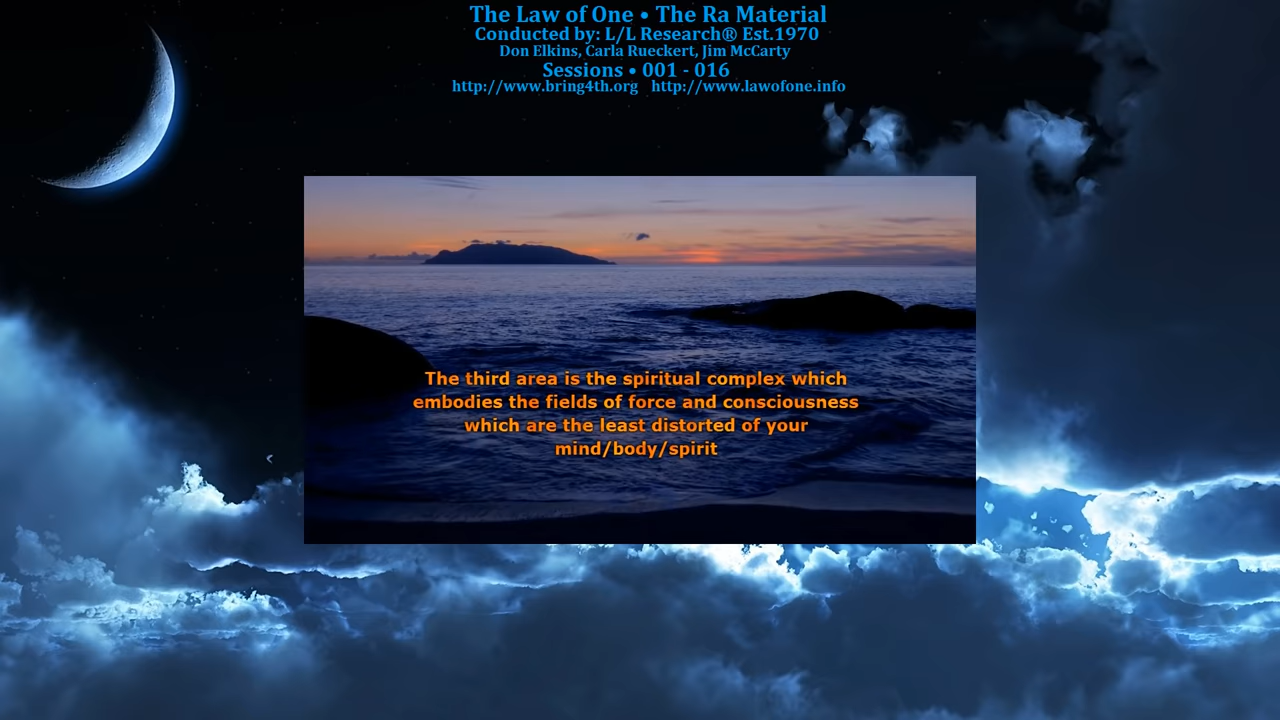 The Law of One • The Ra Material
Conducted by: L/L Research® Est.1970
Don Elkins, Carla Rueckert, Jim McCarty
Sessions • 001 - 016
http://www.bring4th.org http://www.lawofone.info
The third area is the spiritual complex which
embodies the fields of force and consciousness
which are the least distorted of your
mind/body/spirit